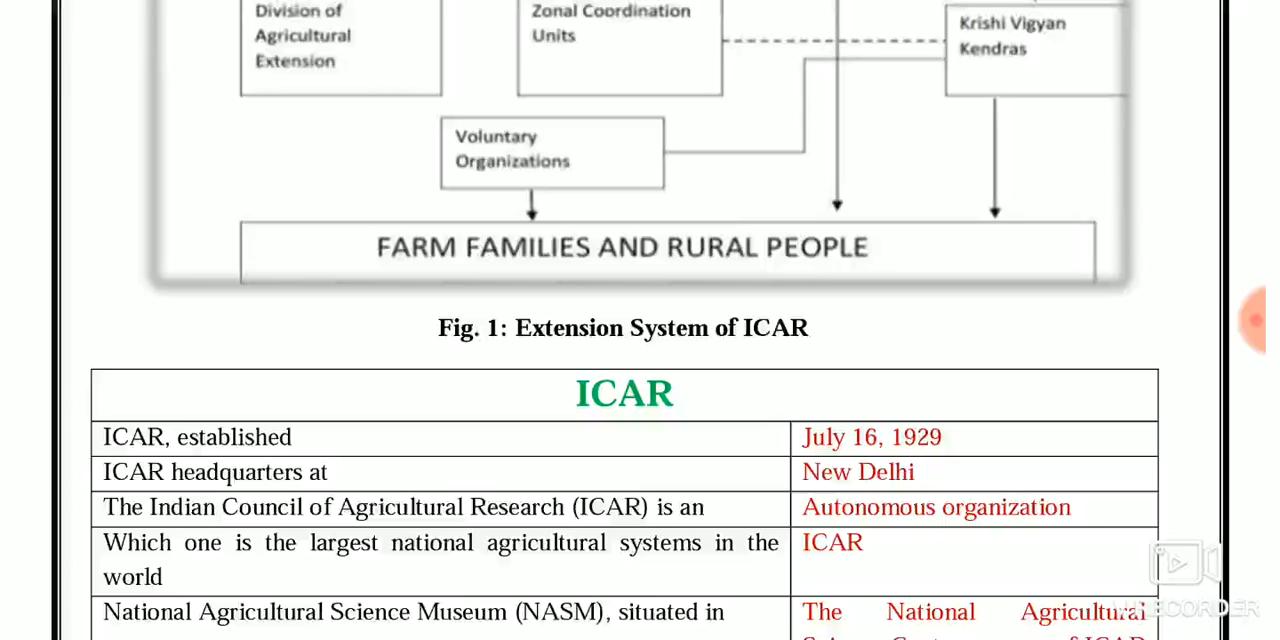 Division of
Agricultural
Extension
Zonal Coordination
Units
Krishi Vigyan
Kendras
Voluntary
Organizations
FARM FAMILIES AND RURAL PEOPLE
Fig. 1: Extension System of ICAR
ICAR
ICAR, established July 16, 1929
ICAR headquarters at New Delhi
The Indian Council of Agricultural Research (ICAR) is an Autonomous organization
Which one is the largest national agricultural systems in the ICAR
world
National Agricultural Science Museum (NASM), situated in The National Agricultural
RECORDER